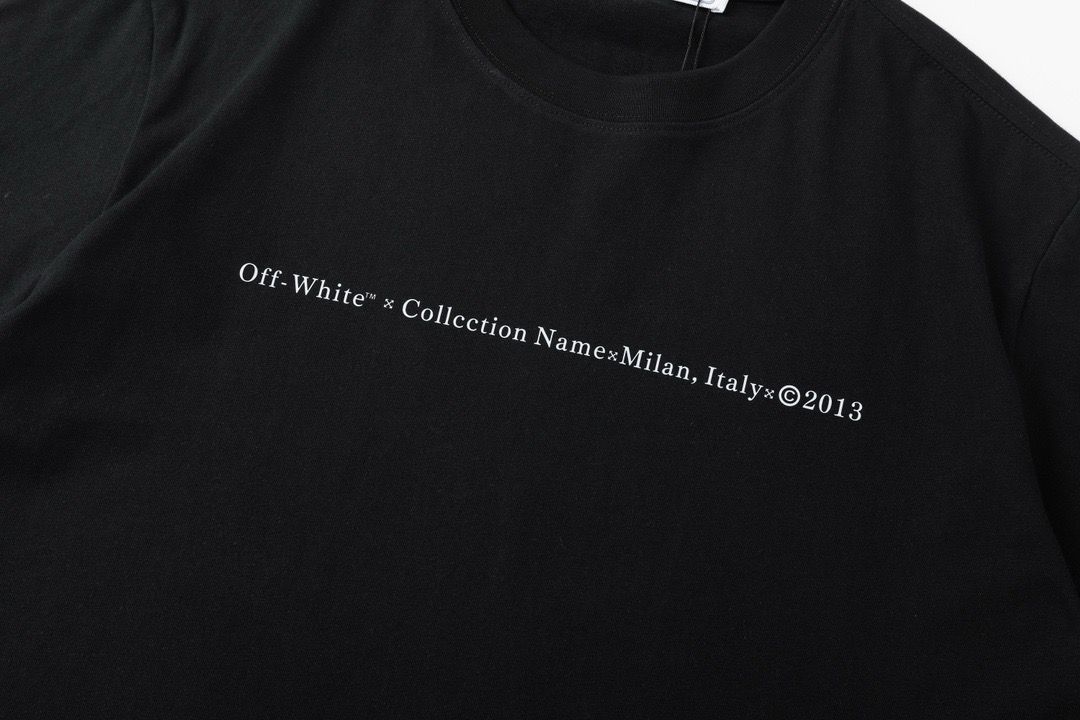 Off-White™ × Collcction Name×Milan, Italy×©2013